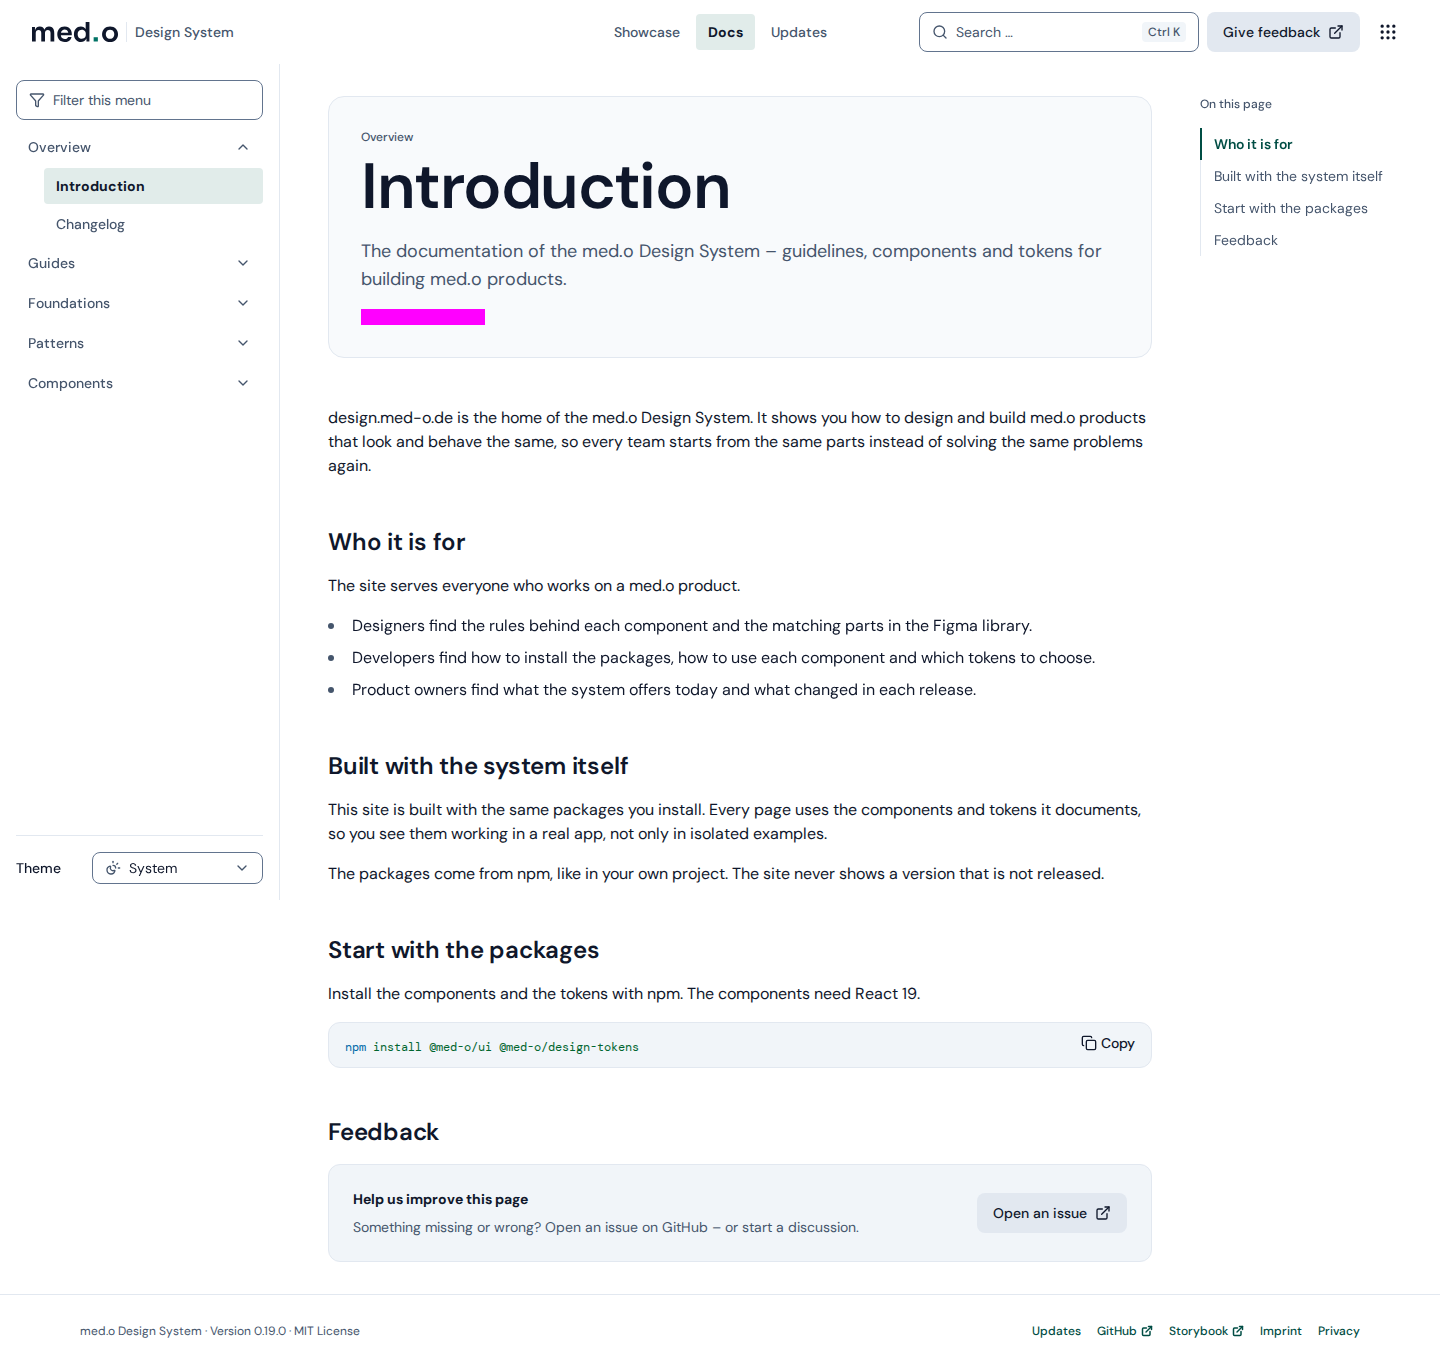 med.o
Design System
Showcase
Docs
Updates
Search ...
Ctrl K
Give feedback
Filter this menu
Overview
Introduction
Changelog
Guides
Foundations
Patterns
Components
Theme
System
Overview
Introduction
The documentation of the med.o Design System – guidelines, components and tokens for
building med.o products.
design.med-o.de is the home of the med.o Design System. It shows you how to design and build med.o products
that look and behave the same, so every team starts from the same parts instead of solving the same problems
again.
Who it is for
The site serves everyone who works on a med.o product.
Designers find the rules behind each component and the matching parts in the Figma library.
Developers find how to install the packages, how to use each component and which tokens to choose.
Product owners find what the system offers today and what changed in each release.
Built with the system itself
This site is built with the same packages you install. Every page uses the components and tokens it documents,
so you see them working in a real app, not only in isolated examples.
The packages come from npm, like in your own project. The site never shows a version that is not released.
Start with the packages
Install the components and the tokens with npm. The components need React 19.
npm install @med-o/ui @med-o/design-tokens
Copy
Feedback
Help us improve this page
Something missing or wrong? Open an issue on GitHub – or start a discussion.
Open an issue
On this page
Who it is for
Built with the system itself
Start with the packages
Feedback
med.o Design System · Version 0.19.0 · MIT License
Updates
GitHub
Storybook
Imprint
Privacy